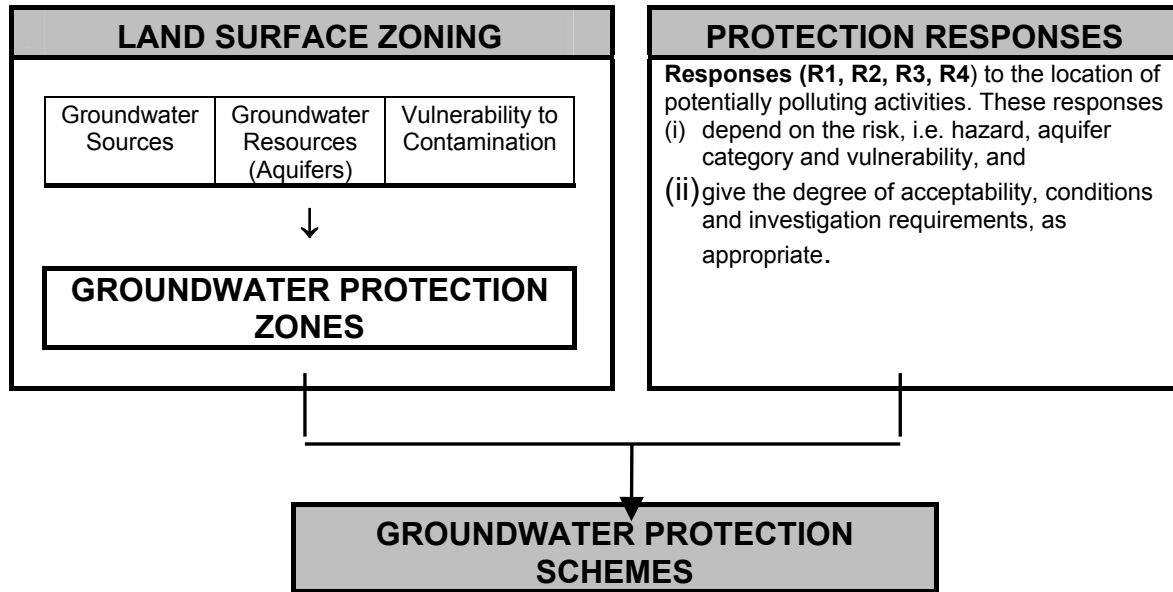 LAND SURFACE ZONING
Groundwater
Sources
Groundwater
Resources
(Aquifers)
Vulnerability to
Contamination
↓
GROUNDWATER PROTECTION
ZONES
PROTECTION RESPONSES
Responses (R1, R2, R3, R4) to the location of
potentially polluting activities. These responses
(i) depend on the risk, i.e. hazard, aquifer
category and vulnerability, and
(ii) give the degree of acceptability, conditions
and investigation requirements, as
appropriate.
GROUNDWATER PROTECTION
SCHEMES